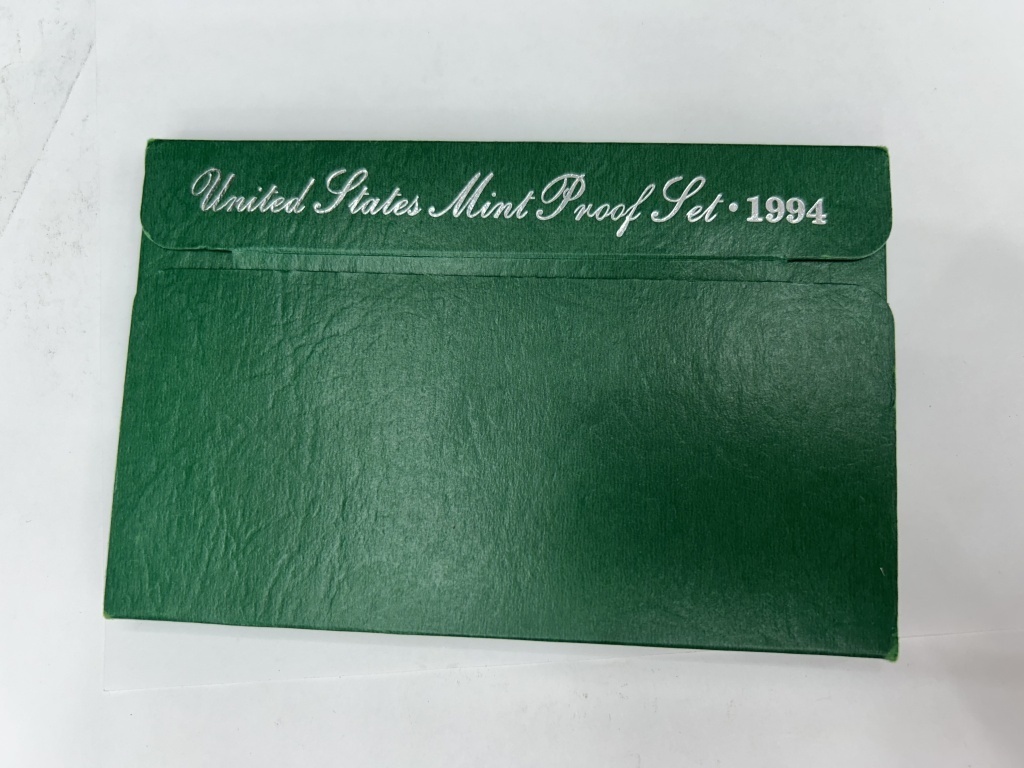 United States Mint Proof Set • 1994